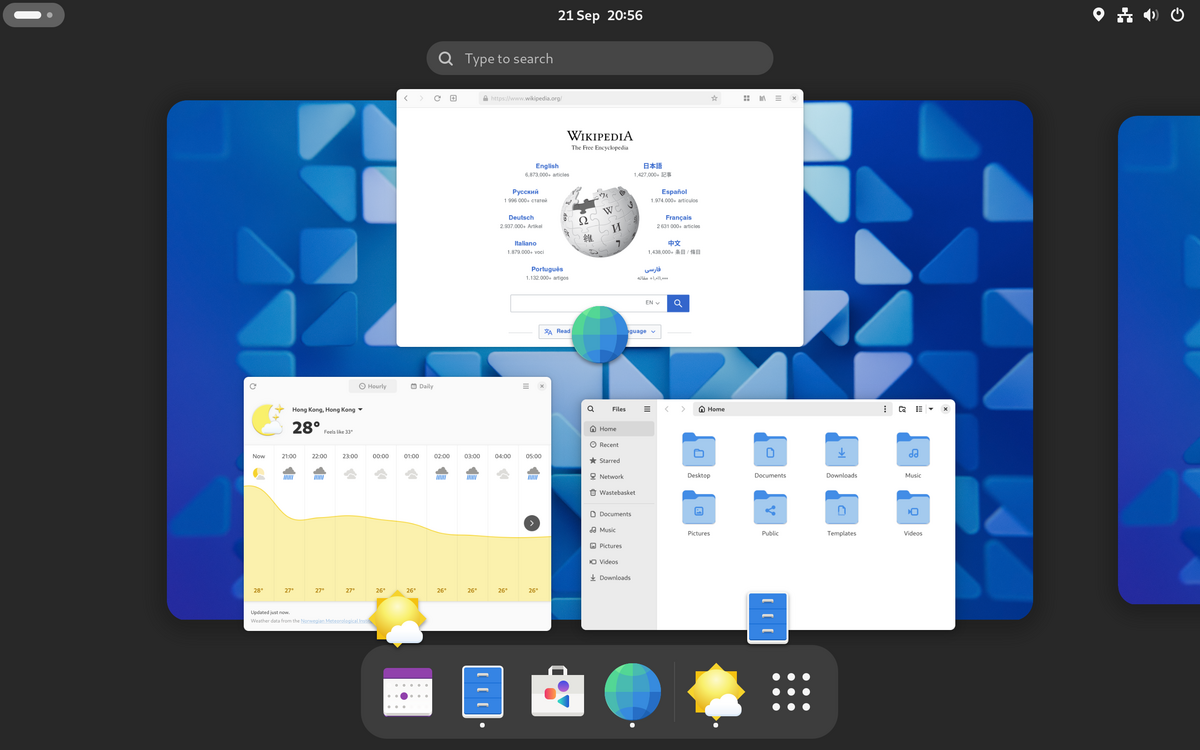 21 Sep 20:56
Type to search
https://www.wikipedia.org/
WIKIPEDIA
The Free Encyclopedia
English
6,873,000+ articles
日本語
1,427,000+ 記事
Русский
1 996 000+ статей
Español
1.974.000+ artículos
Deutsch
2.937.000+ Artikel
Français
2 631 000+ articles
Italiano
1.879.000+ voci
中文
1,438,000+ 条目 / 條目
Português
1.132.000+ artigos
فارسی
EN
Read
Hourly
Daily
Hong Kong, Hong Kong
28°
Feels like 33°
Now 21:00 22:00 23:00 00:00 01:00 02:00 03:00 04:00 05:00
28° 27° 27° 27° 26° 26° 26° 26° 26° 26°
Updated just now.
Weather data from the Norwegian Meteorological
Files
Home
Home
Recent
Starred
Network
Wastebasket
Documents
Music
Pictures
Videos
Downloads
Desktop
Documents
Downloads
Music
Pictures
Public
Templates
Videos